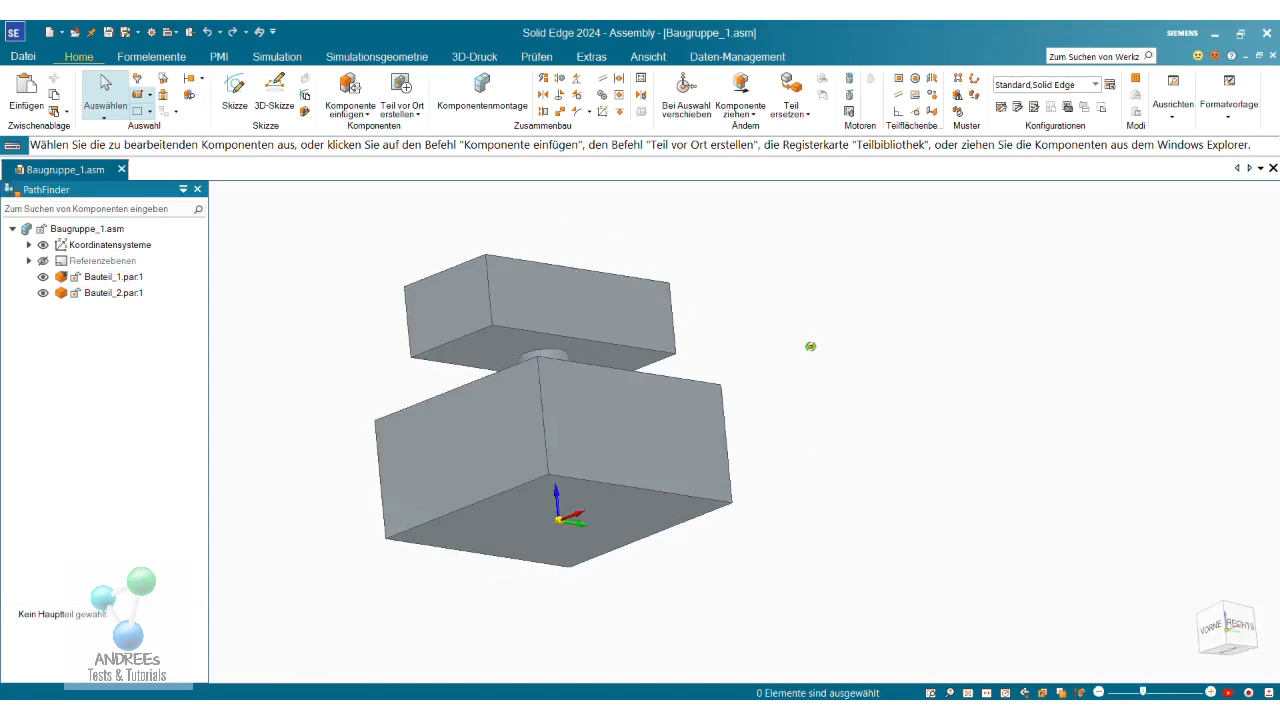 SE
Solid Edge 2024 - Assembly - [Baugruppe_1.asm]
SIEMENS
Datei Home Formelemente PMI Simulation Simulationsgeometrie 3D-Druck Prüfen Extras Ansicht Daten-Management
Zum Suchen von Werkz
Einfügen
Zwischenablage
Auswählen
Auswahl
Skizze 3D-Skizze
Skizze
Komponente einfügen
Teil vor Ort erstellen
Komponenten
Komponentenmontage
Zusammenbau
Bei Auswahl verschieben
Komponente ziehen
Teil ersetzen
Ändern
Motoren
Teilflächenbe...
Muster
Standard,Solid Edge
Konfigurationen
Modi
Ausrichten
Formatvorlage
Wählen Sie die zu bearbeitenden Komponenten aus, oder klicken Sie auf den Befehl "Komponente einfügen", den Befehl "Teil vor Ort erstellen", die Registerkarte "Teilbibliothek", oder ziehen Sie die Komponenten aus dem Windows Explorer.
Baugruppe_1.asm
PathFinder
Zum Suchen von Komponenten eingeben
Baugruppe_1.asm
Koordinatensysteme
Referenzebenen
Bauteil_1.par:1
Bauteil_2.par:1
Kein Hauptteil gewählt.
ANDREEs
Tests & Tutorials
VORNE RECHTS
0 Elemente sind ausgewählt